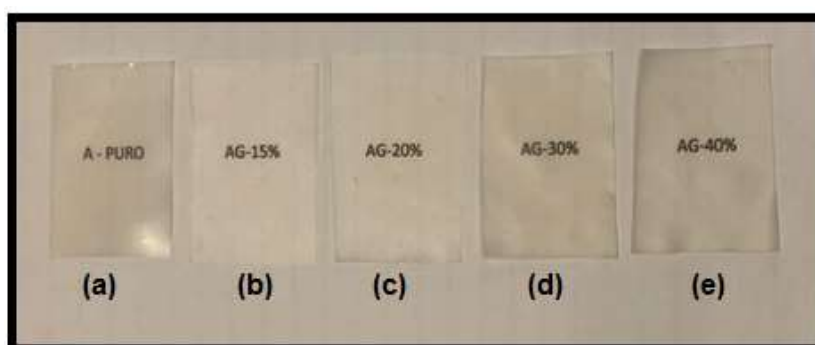 A - PURO
AG-15%
AG-20%
AG-30%
AG-40%
(a)
(b)
(c)
(d)
(e)